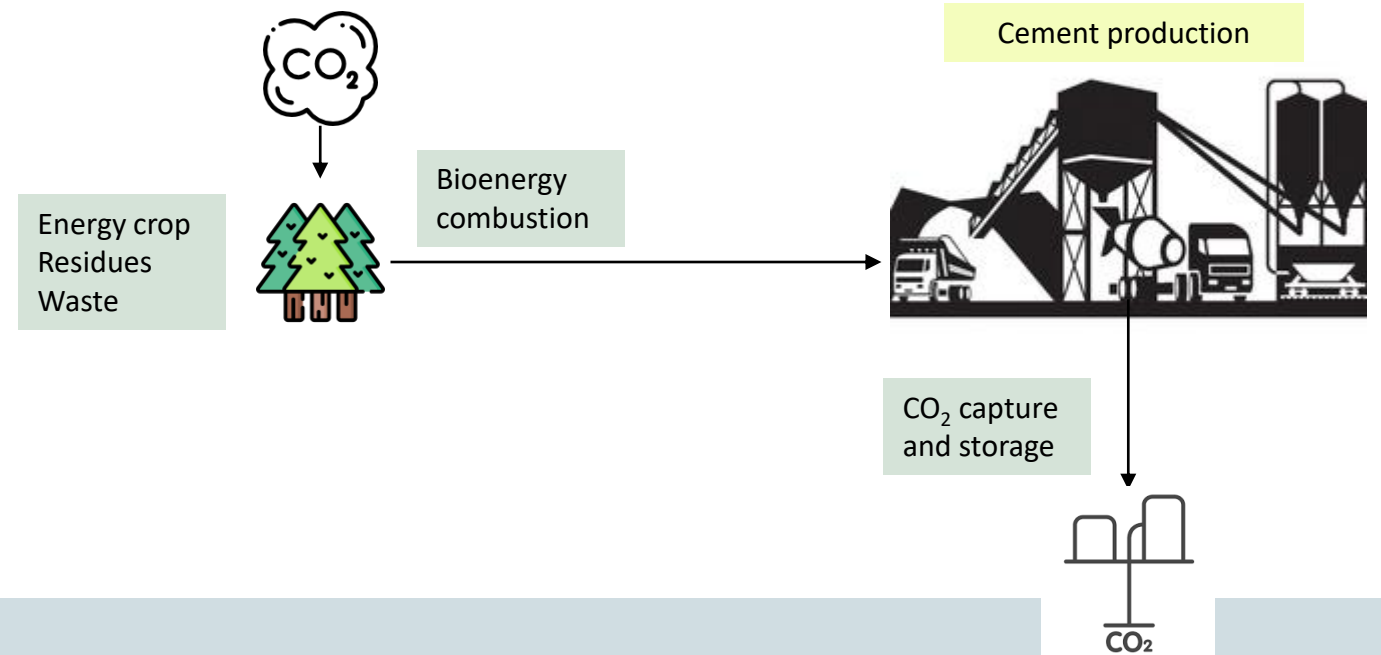 CO₂
Cement production
Energy crop
Residues
Waste
Bioenergy
combustion
CO₂ capture
and storage
CO₂